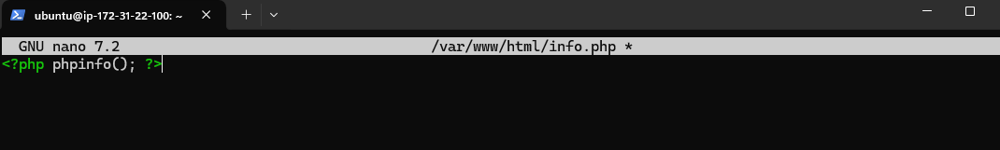 ubuntu@ip-172-31-22-100: ~
GNU nano 7.2 /var/www/html/info.php *
<?php phpinfo(); ?>